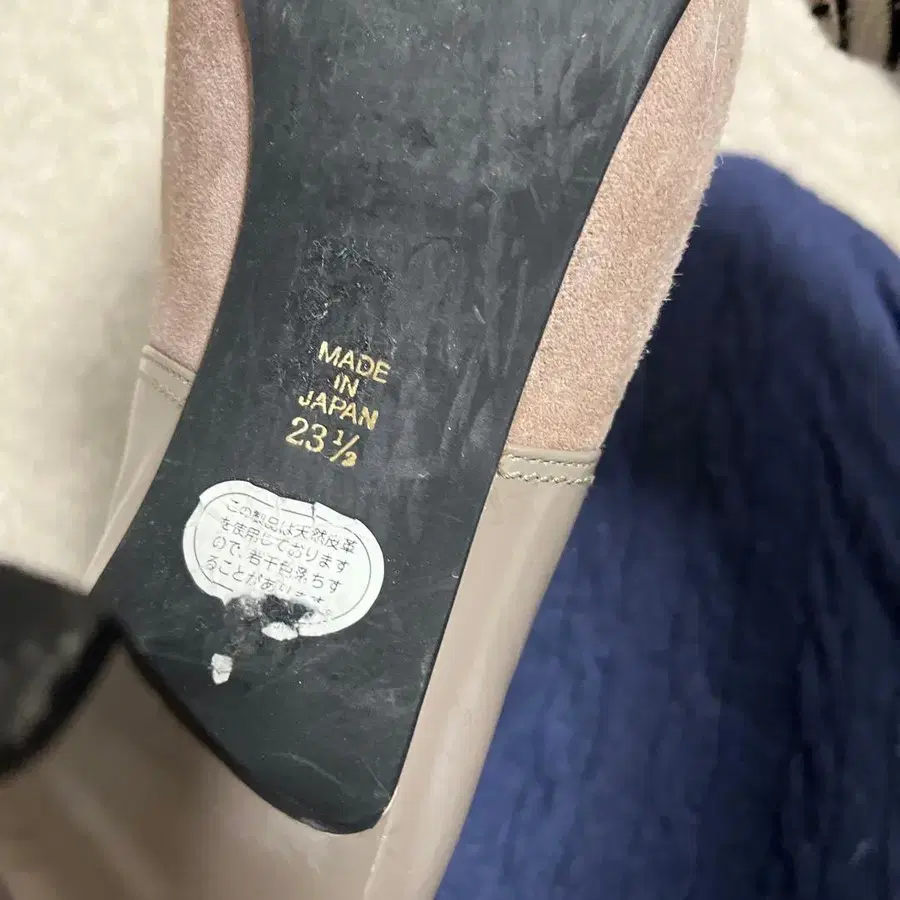 MADE
IN
JAPAN
23 ½
この製品は天然皮革
を使用しております
ので、若干色落ちす
ることがあります。